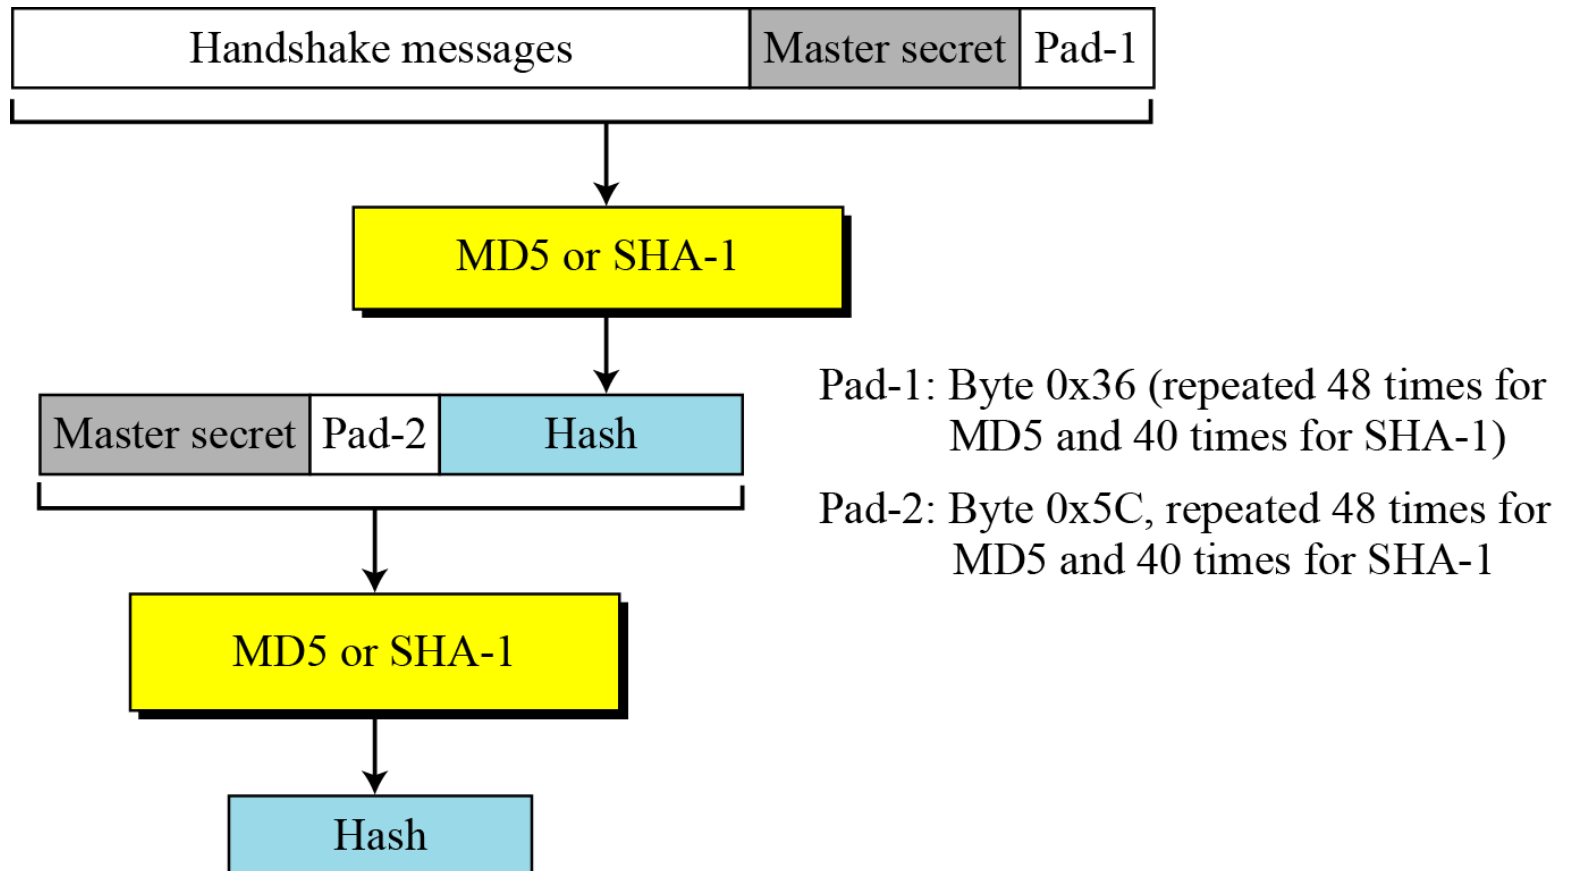 Handshake messages Master secret Pad-1
MD5 or SHA-1
Master secret Pad-2 Hash
Pad-1: Byte 0x36 (repeated 48 times for
MD5 and 40 times for SHA-1)
Pad-2: Byte 0x5C, repeated 48 times for
MD5 and 40 times for SHA-1
MD5 or SHA-1
Hash